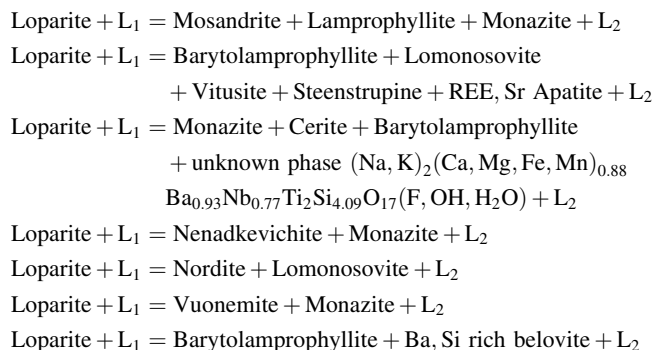 Loparite + L₁ = Mosandrite + Lamprophyllite + Monazite + L₂
Loparite + L₁ = Barytolamprophyllite + Lomonosovite
+ Vitusite + Steenstrupine + REE, Sr Apatite + L₂
Loparite + L₁ = Monazite + Cerite + Barytolamprophyllite
+ unknown phase (Na, K)₂(Ca, Mg, Fe, Mn)₀.₈₈
Ba₀.₉₃Nb₀.₇₇Ti₂Si₄.₀₉O₁₇(F, OH, H₂O) + L₂
Loparite + L₁ = Nenadkevichite + Monazite + L₂
Loparite + L₁ = Nordite + Lomonosovite + L₂
Loparite + L₁ = Vuonemite + Monazite + L₂
Loparite + L₁ = Barytolamprophyllite + Ba, Si rich belovite + L₂